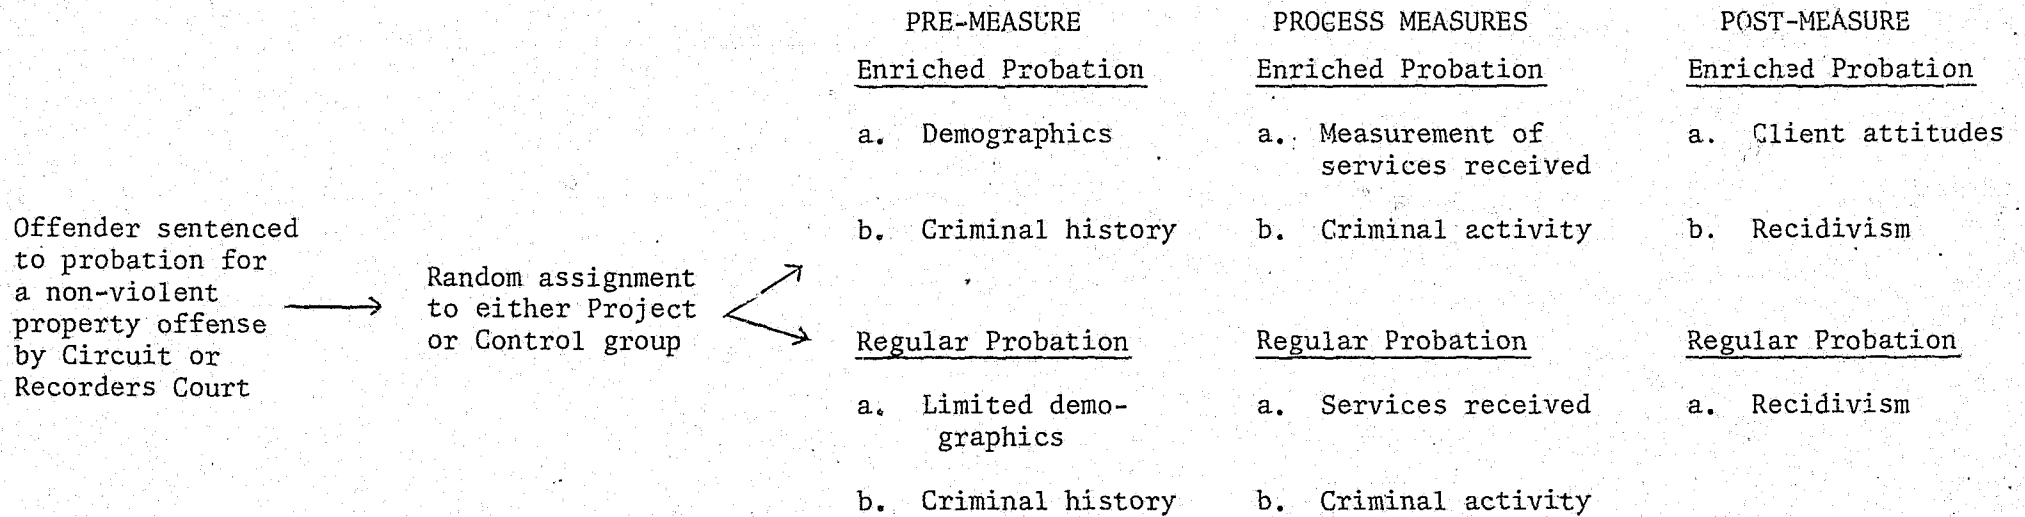 PRE-MEASURE
PROCESS MEASURES
POST-MEASURE
Enriched Probation
Enriched Probation
Enriched Probation
a. Demographics
a. Measurement of
services received
a. Client attitudes
b. Criminal history
b. Criminal activity
b. Recidivism
Offender sentenced
to probation for
a non-violent
property offense
by Circuit or
Recorders Court
Random assignment
to either Project
or Control group
Regular Probation
Regular Probation
Regular Probation
a. Limited demo-
graphics
a. Services received
a. Recidivism
b. Criminal history
b. Criminal activity